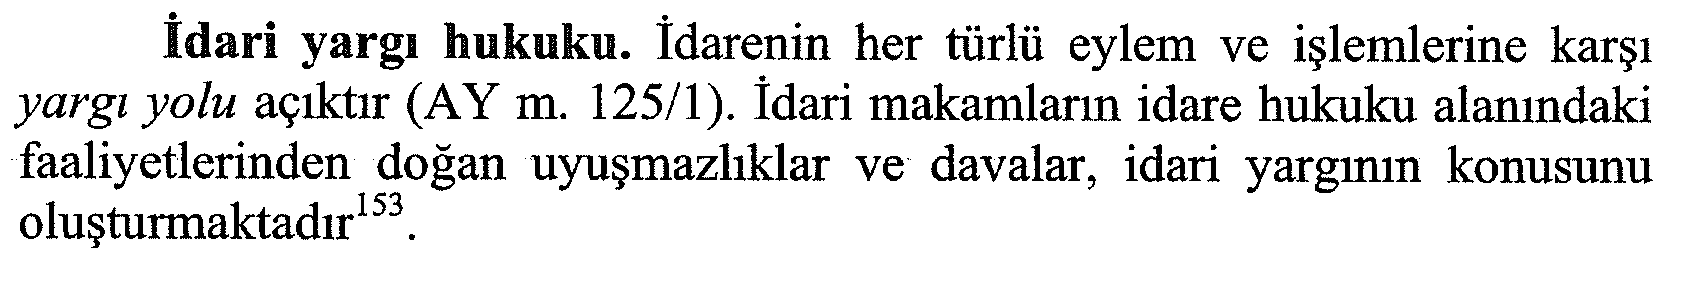 İdari yargı hukuku. İdarenin her türlü eylem ve işlemlerine karşı
yargı yolu açıktır (AY m. 125/1). İdari makamların idare hukuku alanındaki
faaliyetlerinden doğan uyuşmazlıklar ve davalar, idari yargının konusunu
oluşturmaktadır153.